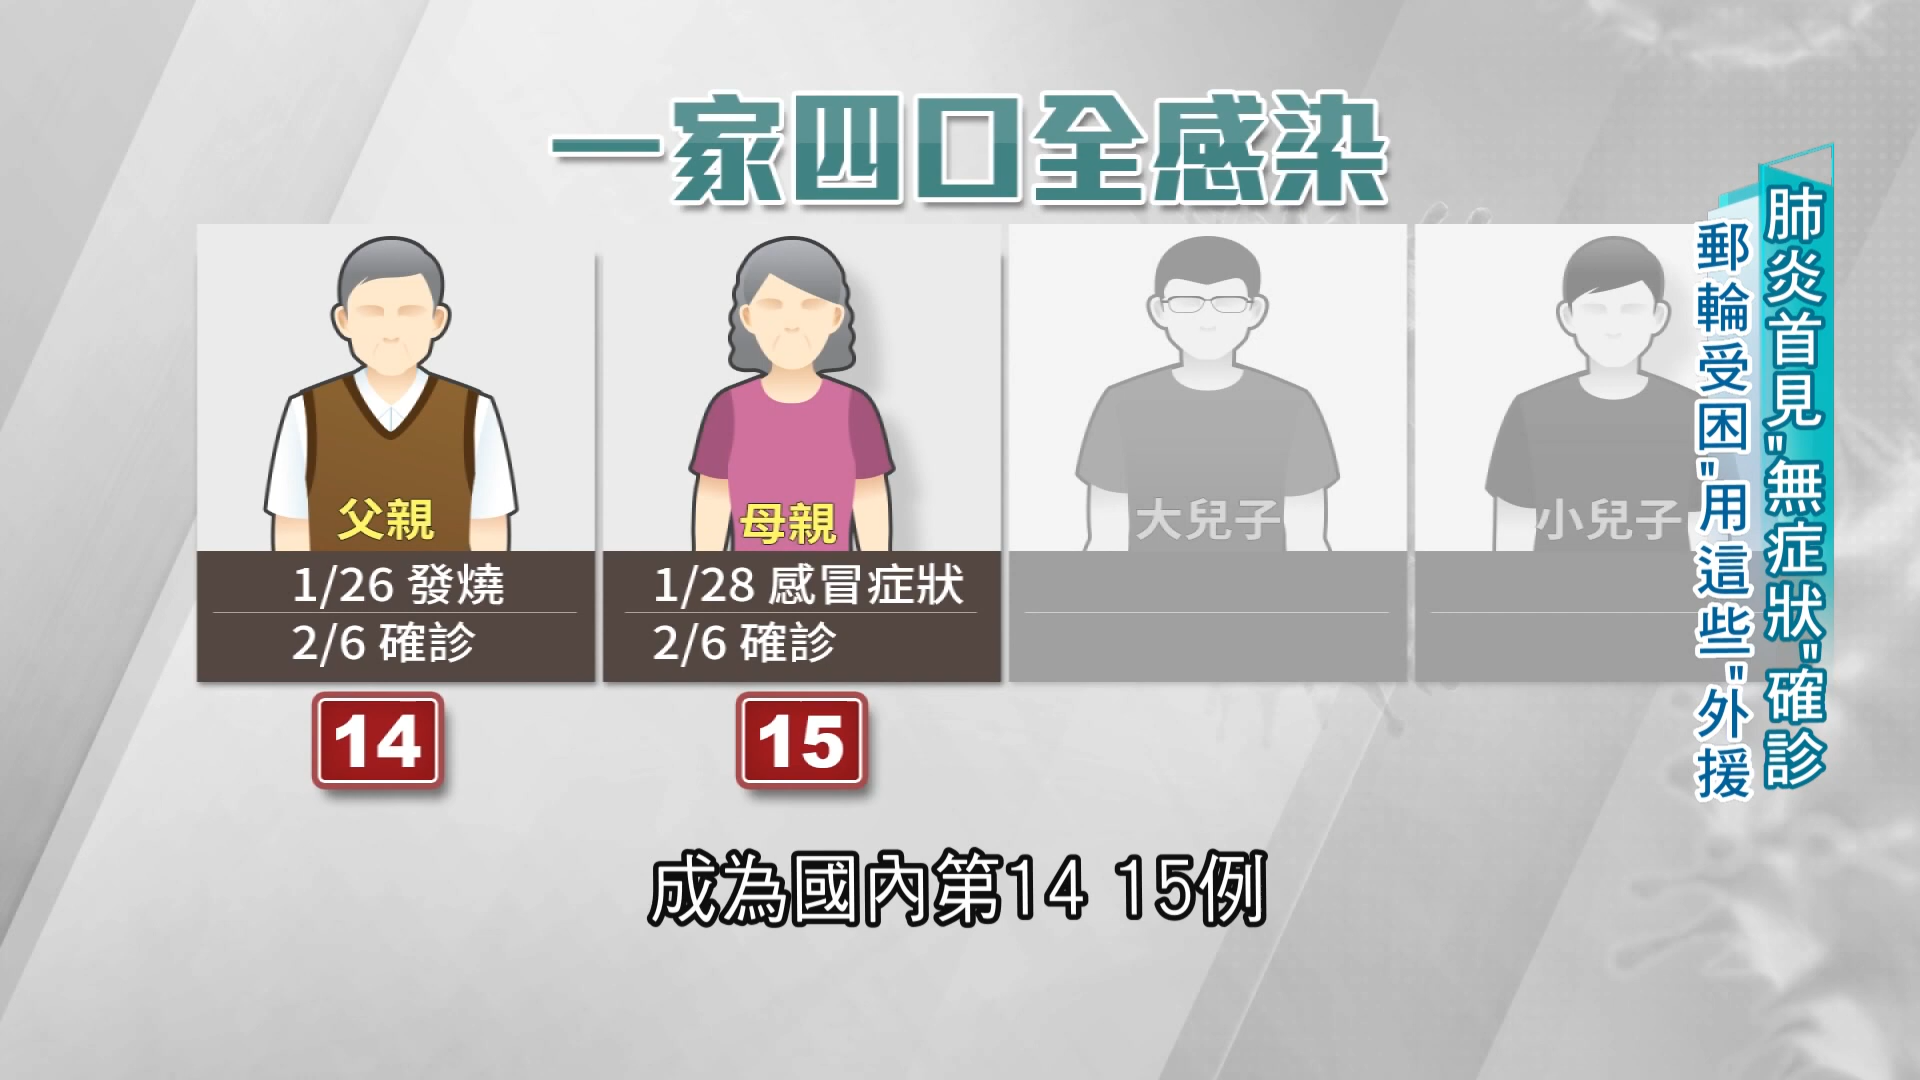 一家四口全感染
父親
1/26 發燒
2/6 確診
14
母親
1/28 感冒症狀
2/6 確診
15
大兒子
小兒子
肺炎首見"無症狀"確診
郵輪受困"用這些"外援
成為國內第14 15例